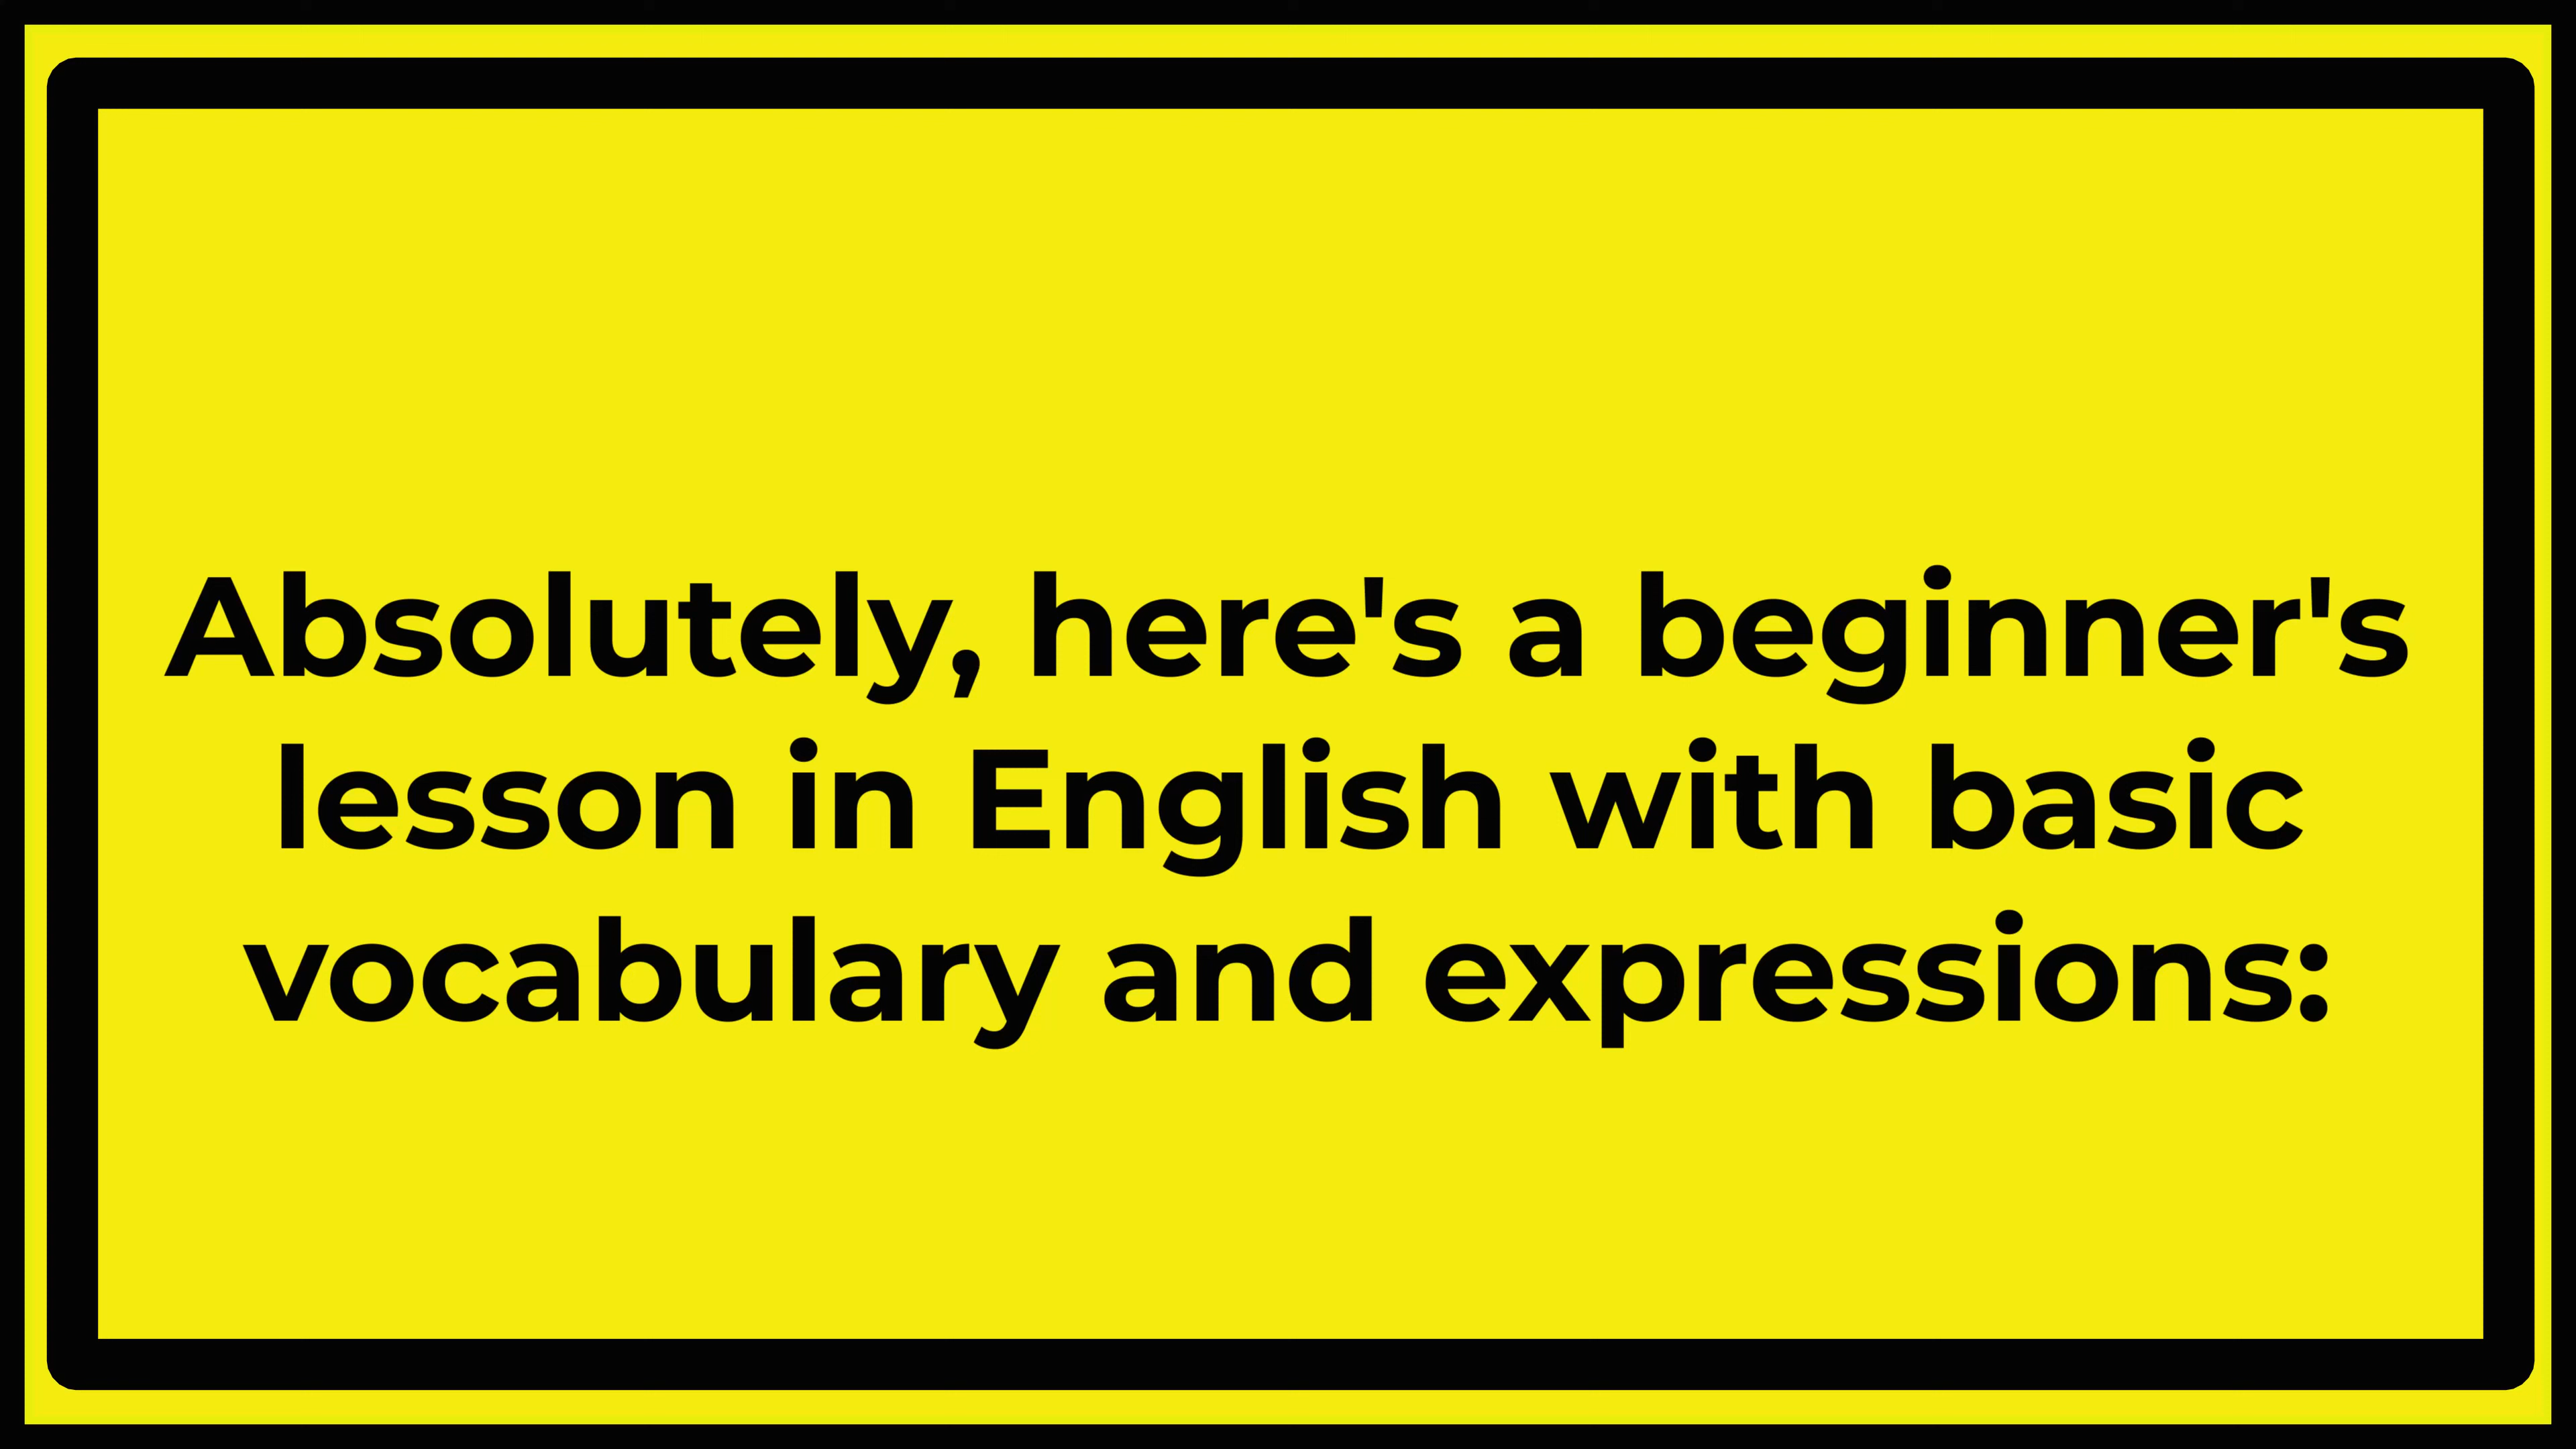 Absolutely, here's a beginner's
lesson in English with basic
vocabulary and expressions: